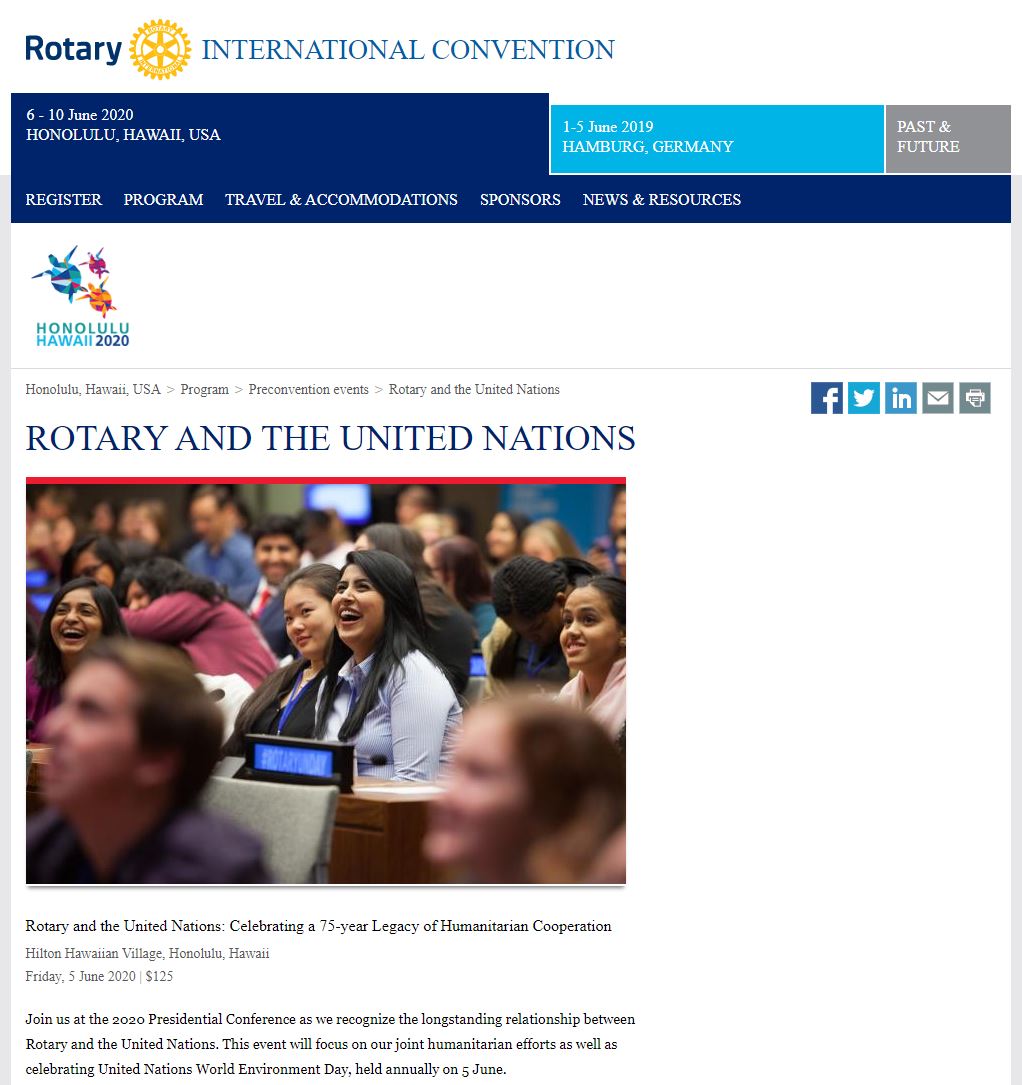 Rotary
ROTARY
INTERNATIONAL
INTERNATIONAL CONVENTION
6 - 10 June 2020
HONOLULU, HAWAII, USA
1-5 June 2019
HAMBURG, GERMANY
PAST &
FUTURE
REGISTER PROGRAM TRAVEL & ACCOMMODATIONS SPONSORS NEWS & RESOURCES
HONOLULU
HAWAII 2020
Honolulu, Hawaii, USA > Program > Preconvention events > Rotary and the United Nations
ROTARY AND THE UNITED NATIONS
#ROTARYUNDAY
Rotary and the United Nations: Celebrating a 75-year Legacy of Humanitarian Cooperation
Hilton Hawaiian Village, Honolulu, Hawaii
Friday, 5 June 2020 | $125
Join us at the 2020 Presidential Conference as we recognize the longstanding relationship between
Rotary and the United Nations. This event will focus on our joint humanitarian efforts as well as
celebrating United Nations World Environment Day, held annually on 5 June.